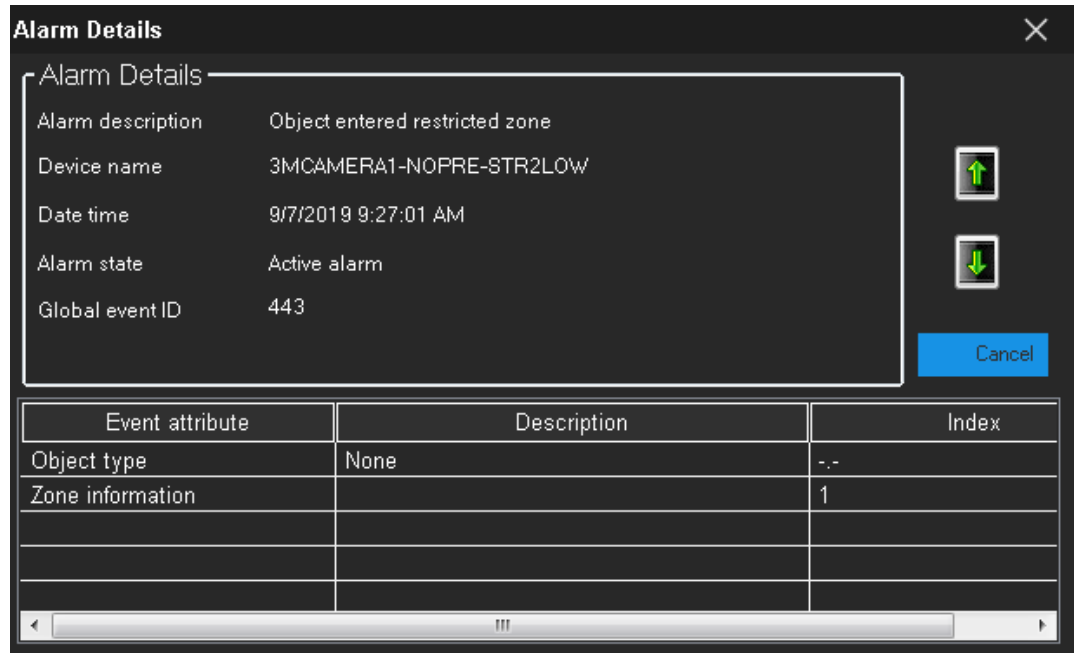 Alarm Details
Alarm Details
Alarm description Object entered restricted zone
Device name 3MCAMERA1-NOPRE-STR2LOW
Date time 9/7/2019 9:27:01 AM
Alarm state Active alarm
Global event ID 443
Cancel
Event attribute Description Index
Object type None -.-
Zone information 1